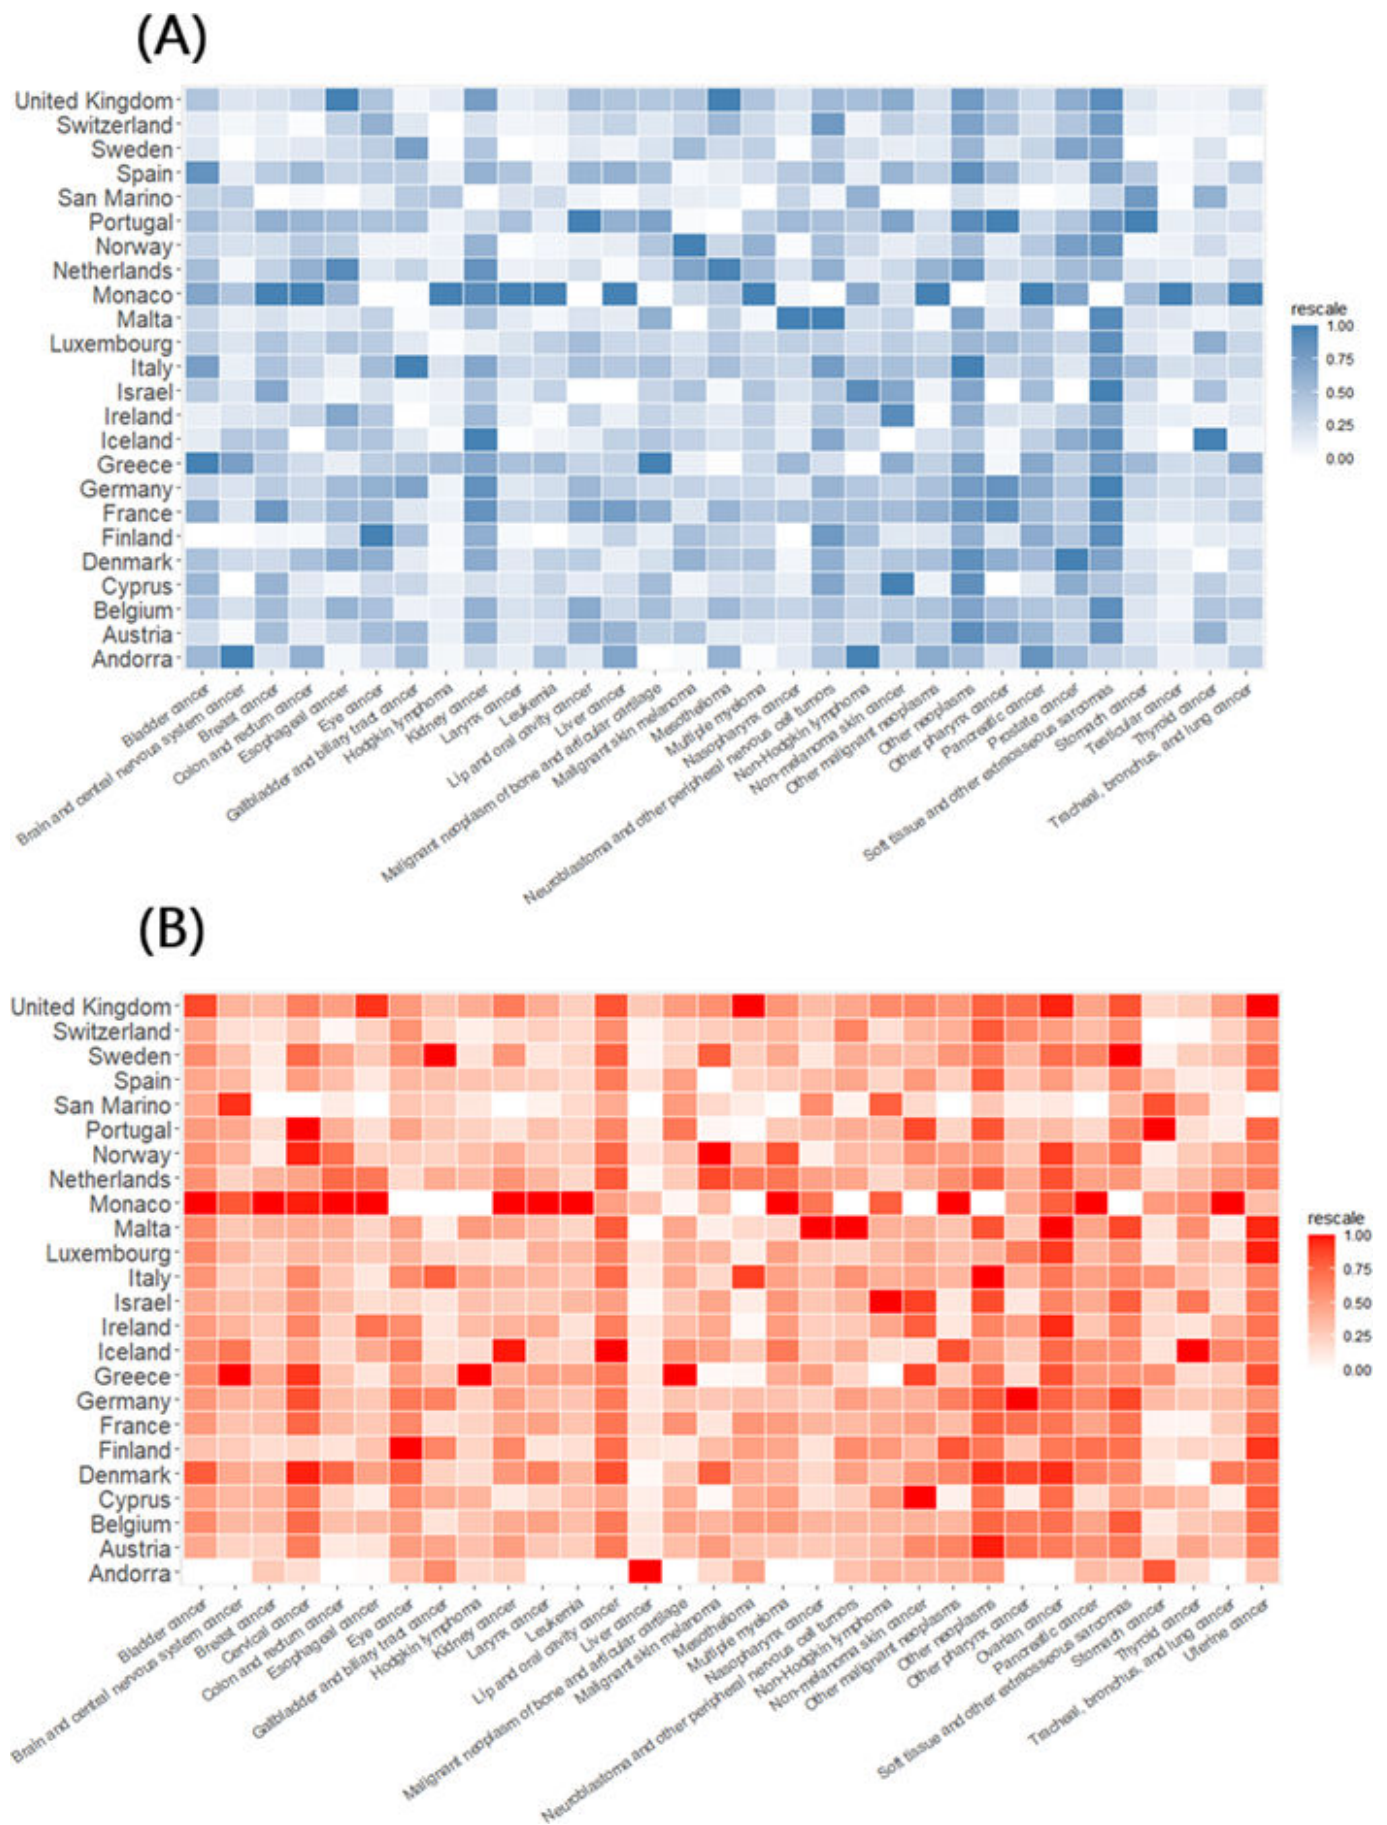 (A)
United Kingdom
Switzerland
Sweden
Spain
San Marino
Portugal
Norway
Netherlands
Monaco
Malta
Luxembourg
Italy
Israel
Ireland
Iceland
Greece
Germany
France
Finland
Denmark
Cyprus
Belgium
Austria
Andorra
rescale
1.00
0.75
0.50
0.25
0.00
Bladder cancer
Brain and central nervous system cancer
Breast cancer
Colon and rectum cancer
Esophageal cancer
Eye cancer
Gallbladder and biliary tract cancer
Hodgkin lymphoma
Kidney cancer
Larynx cancer
Leukemia
Lip and oral cavity cancer
Liver cancer
Malignant neoplasm of bone and articular cartilage
Malignant skin melanoma
Mesothelioma
Multiple myeloma
Nasopharynx cancer
Neuroblastoma and other peripheral nervous cell tumors
Non-Hodgkin lymphoma
Non-melanoma skin cancer
Other malignant neoplasms
Other neoplasms
Other pharynx cancer
Pancreatic cancer
Prostate cancer
Soft tissue and other extraosseous sarcomas
Stomach cancer
Testicular cancer
Thyroid cancer
Tracheal, bronchus, and lung cancer
(B)
United Kingdom
Switzerland
Sweden
Spain
San Marino
Portugal
Norway
Netherlands
Monaco
Malta
Luxembourg
Italy
Israel
Ireland
Iceland
Greece
Germany
France
Finland
Denmark
Cyprus
Belgium
Austria
Andorra
rescale
1.00
0.75
0.50
0.25
0.00
Bladder cancer
Brain and central nervous system cancer
Breast cancer
Cervical cancer
Colon and rectum cancer
Esophageal cancer
Eye cancer
Gallbladder and biliary tract cancer
Hodgkin lymphoma
Kidney cancer
Larynx cancer
Leukemia
Lip and oral cavity cancer
Liver cancer
Malignant neoplasm of bone and articular cartilage
Malignant skin melanoma
Mesothelioma
Multiple myeloma
Nasopharynx cancer
Neuroblastoma and other peripheral nervous cell tumors
Non-Hodgkin lymphoma
Non-melanoma skin cancer
Other malignant neoplasms
Other neoplasms
Other pharynx cancer
Ovarian cancer
Pancreatic cancer
Soft tissue and other extraosseous sarcomas
Stomach cancer
Thyroid cancer
Tracheal, bronchus, and lung cancer
Uterine cancer